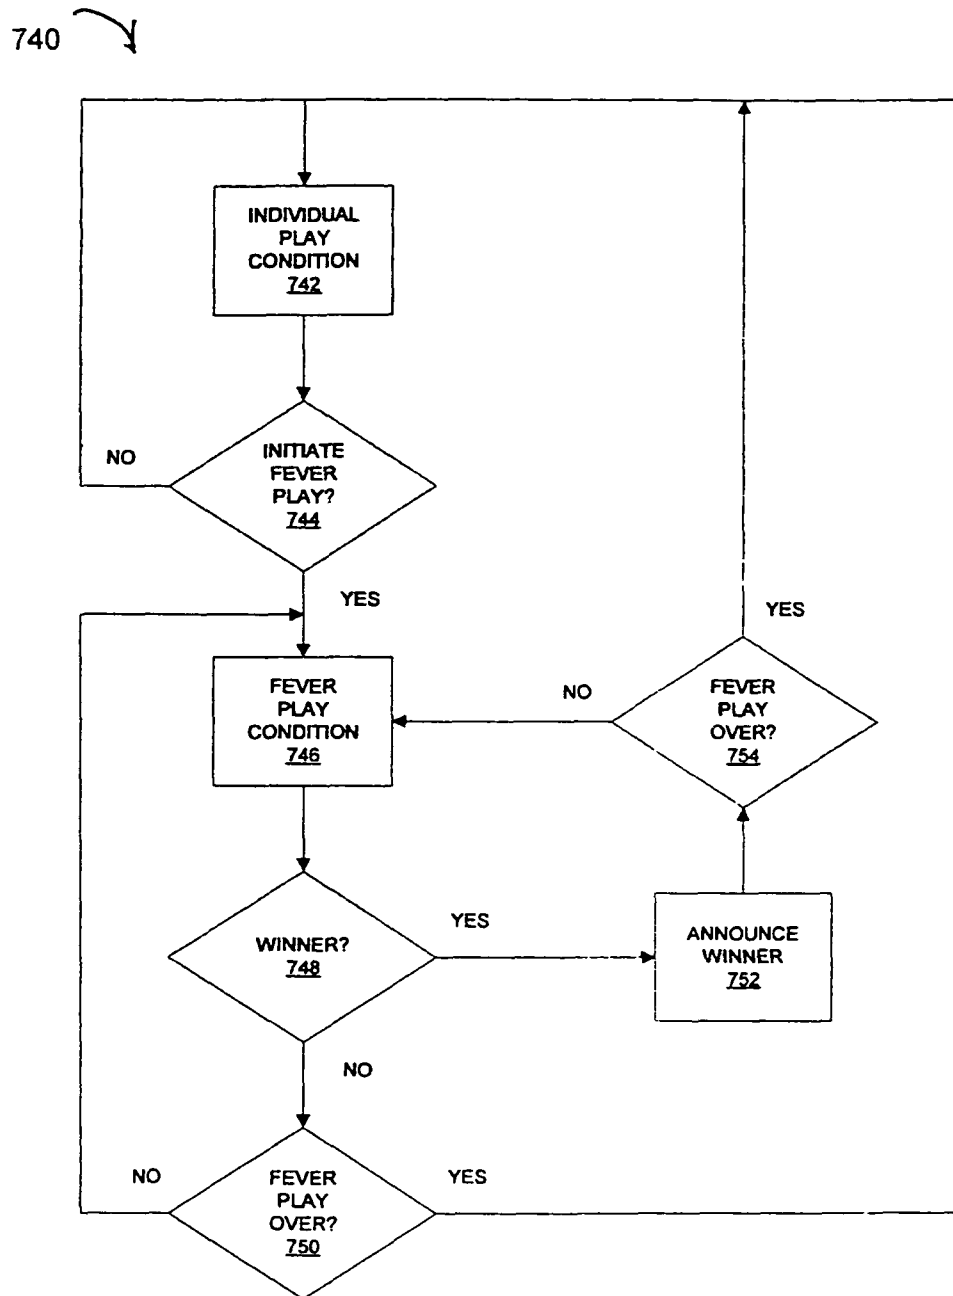 740
INDIVIDUAL
PLAY
CONDITION
742
NO
INITIATE
FEVER
PLAY?
744
YES
YES
FEVER
PLAY
CONDITION
746
NO
FEVER
PLAY
OVER?
754
WINNER?
748
YES
ANNOUNCE
WINNER
752
NO
NO
FEVER
PLAY
OVER?
750
YES